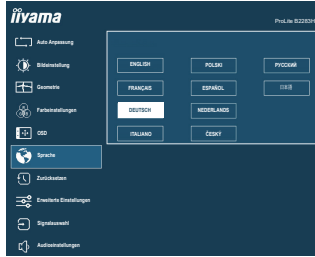 iiyama
ProLite B2283H
Auto Anpassung
Bildeinstellung
Geometrie
Farbeinstellungen
OSD
Sprache
Zurücksetzen
Erweiterte Einstellungen
Signalauswahl
Audioeinstellungen
ENGLISH
POLSKI
РУССКИЙ
FRANÇAIS
ESPAÑOL
DEUTSCH
NEDERLANDS
ITALIANO
ČESKÝ